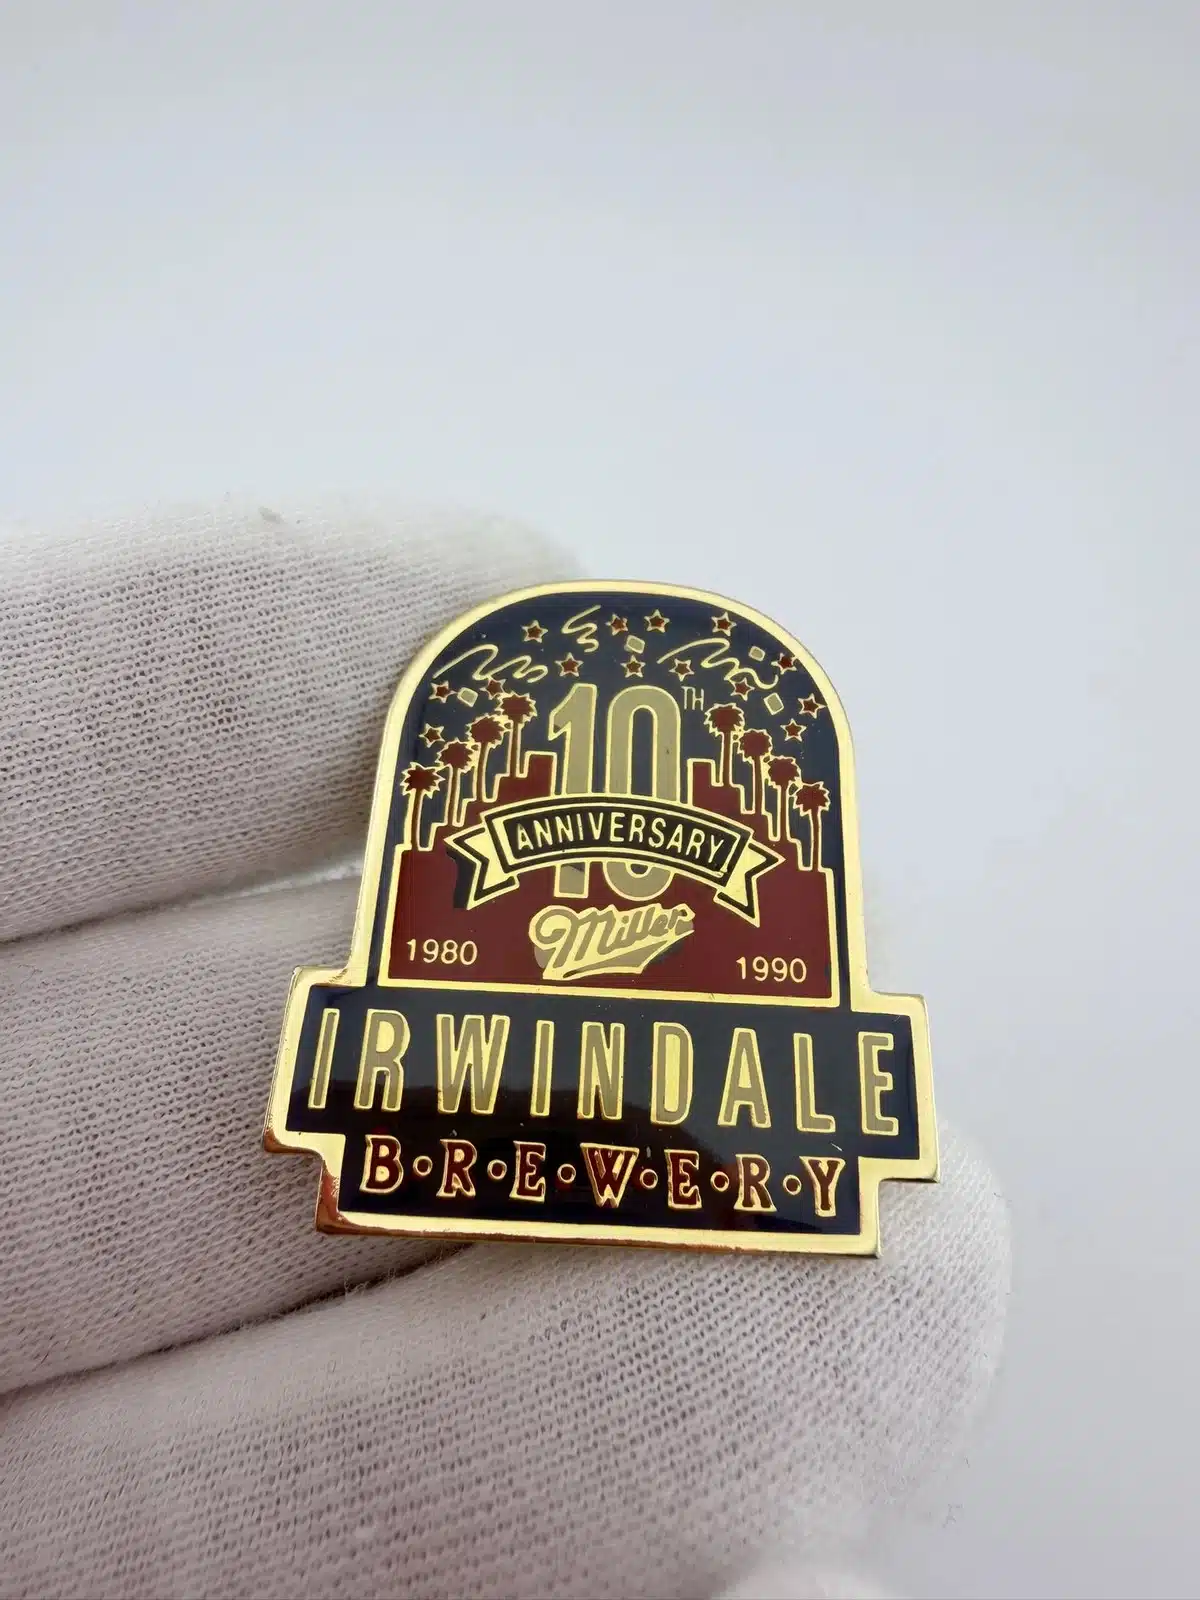 10TH
ANNIVERSARY
Miller
1980 1990
IRWINDALE
B•R•E•W•E•R•Y